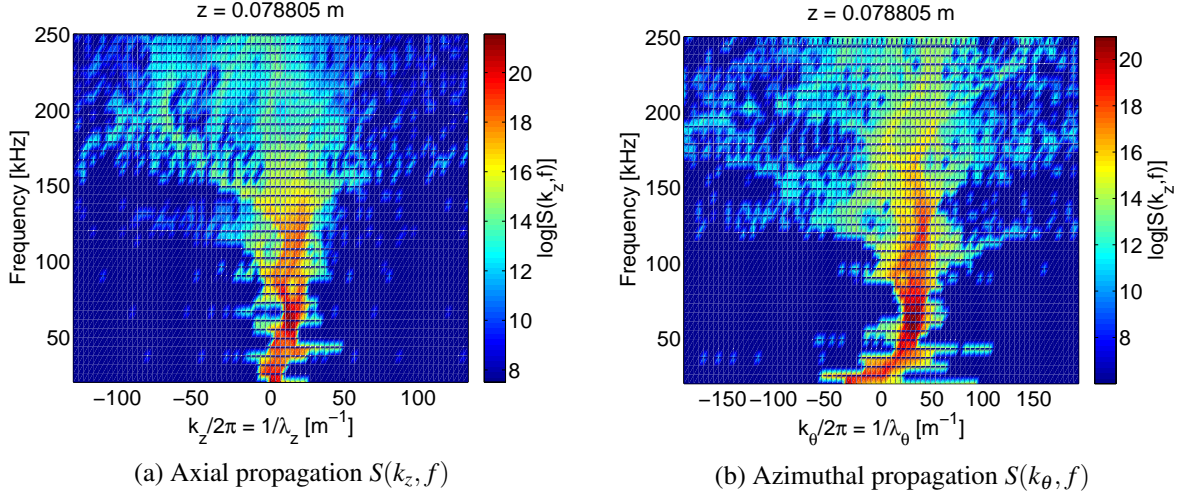 z = 0.078805 m
250
200
150
100
50
Frequency [kHz]
−100 −50 0 50 100
k_z/2π = 1/λ_z [m⁻¹]
20
18
16
14
12
10
8
log[S(k_z,f)]
(a) Axial propagation S(k_z, f)
z = 0.078805 m
250
200
150
100
50
Frequency [kHz]
−150 −100 −50 0 50 100 150
k_θ/2π = 1/λ_θ [m⁻¹]
20
18
16
14
12
10
8
log[S(k_z,f)]
(b) Azimuthal propagation S(k_θ, f)